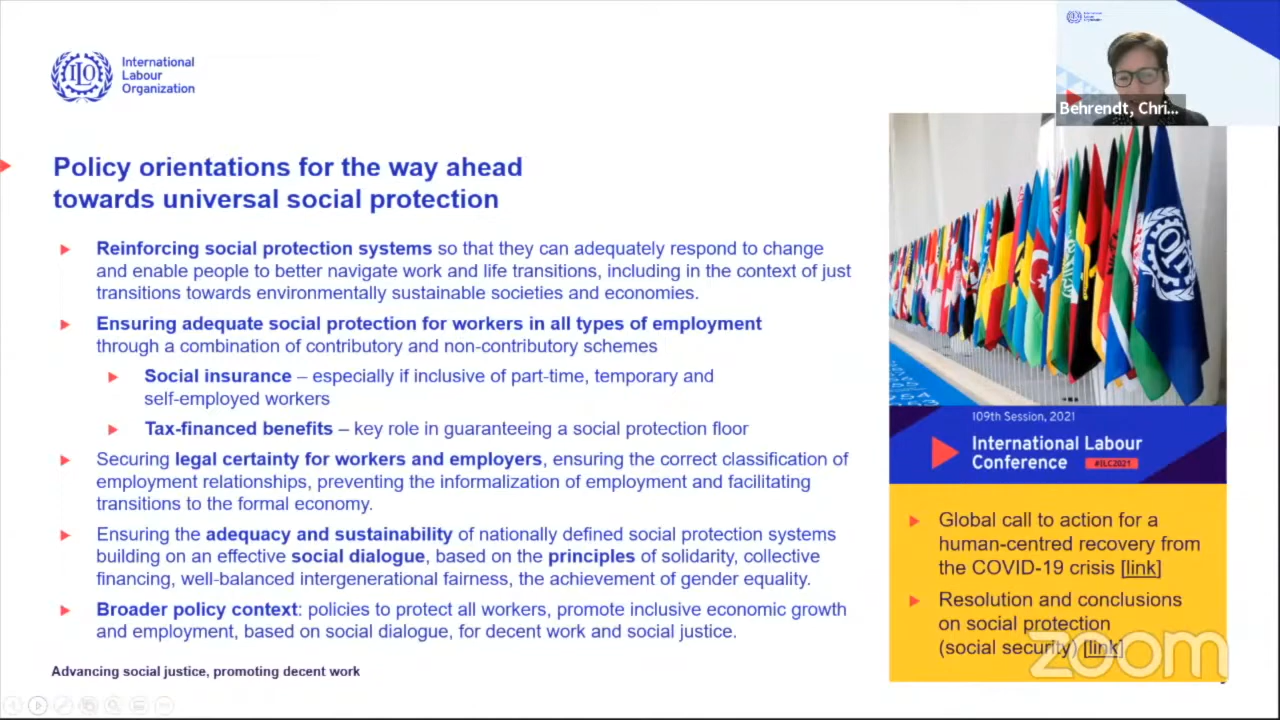 International
Labour
Organization
Behrendt, Chri...
Policy orientations for the way ahead
towards universal social protection
Reinforcing social protection systems so that they can adequately respond to change
and enable people to better navigate work and life transitions, including in the context of just
transitions towards environmentally sustainable societies and economies.
Ensuring adequate social protection for workers in all types of employment
through a combination of contributory and non-contributory schemes
Social insurance – especially if inclusive of part-time, temporary and
self-employed workers
Tax-financed benefits – key role in guaranteeing a social protection floor
Securing legal certainty for workers and employers, ensuring the correct classification of
employment relationships, preventing the informalization of employment and facilitating
transitions to the formal economy.
Ensuring the adequacy and sustainability of nationally defined social protection systems
building on an effective social dialogue, based on the principles of solidarity, collective
financing, well-balanced intergenerational fairness, the achievement of gender equality.
Broader policy context: policies to protect all workers, promote inclusive economic growth
and employment, based on social dialogue, for decent work and social justice.
Advancing social justice, promoting decent work
109th Session, 2021
International Labour
Conference #ILC2021
Global call to action for a
human-centred recovery from
the COVID-19 crisis [link]
Resolution and conclusions
on social protection
(social security) [link]
zoom